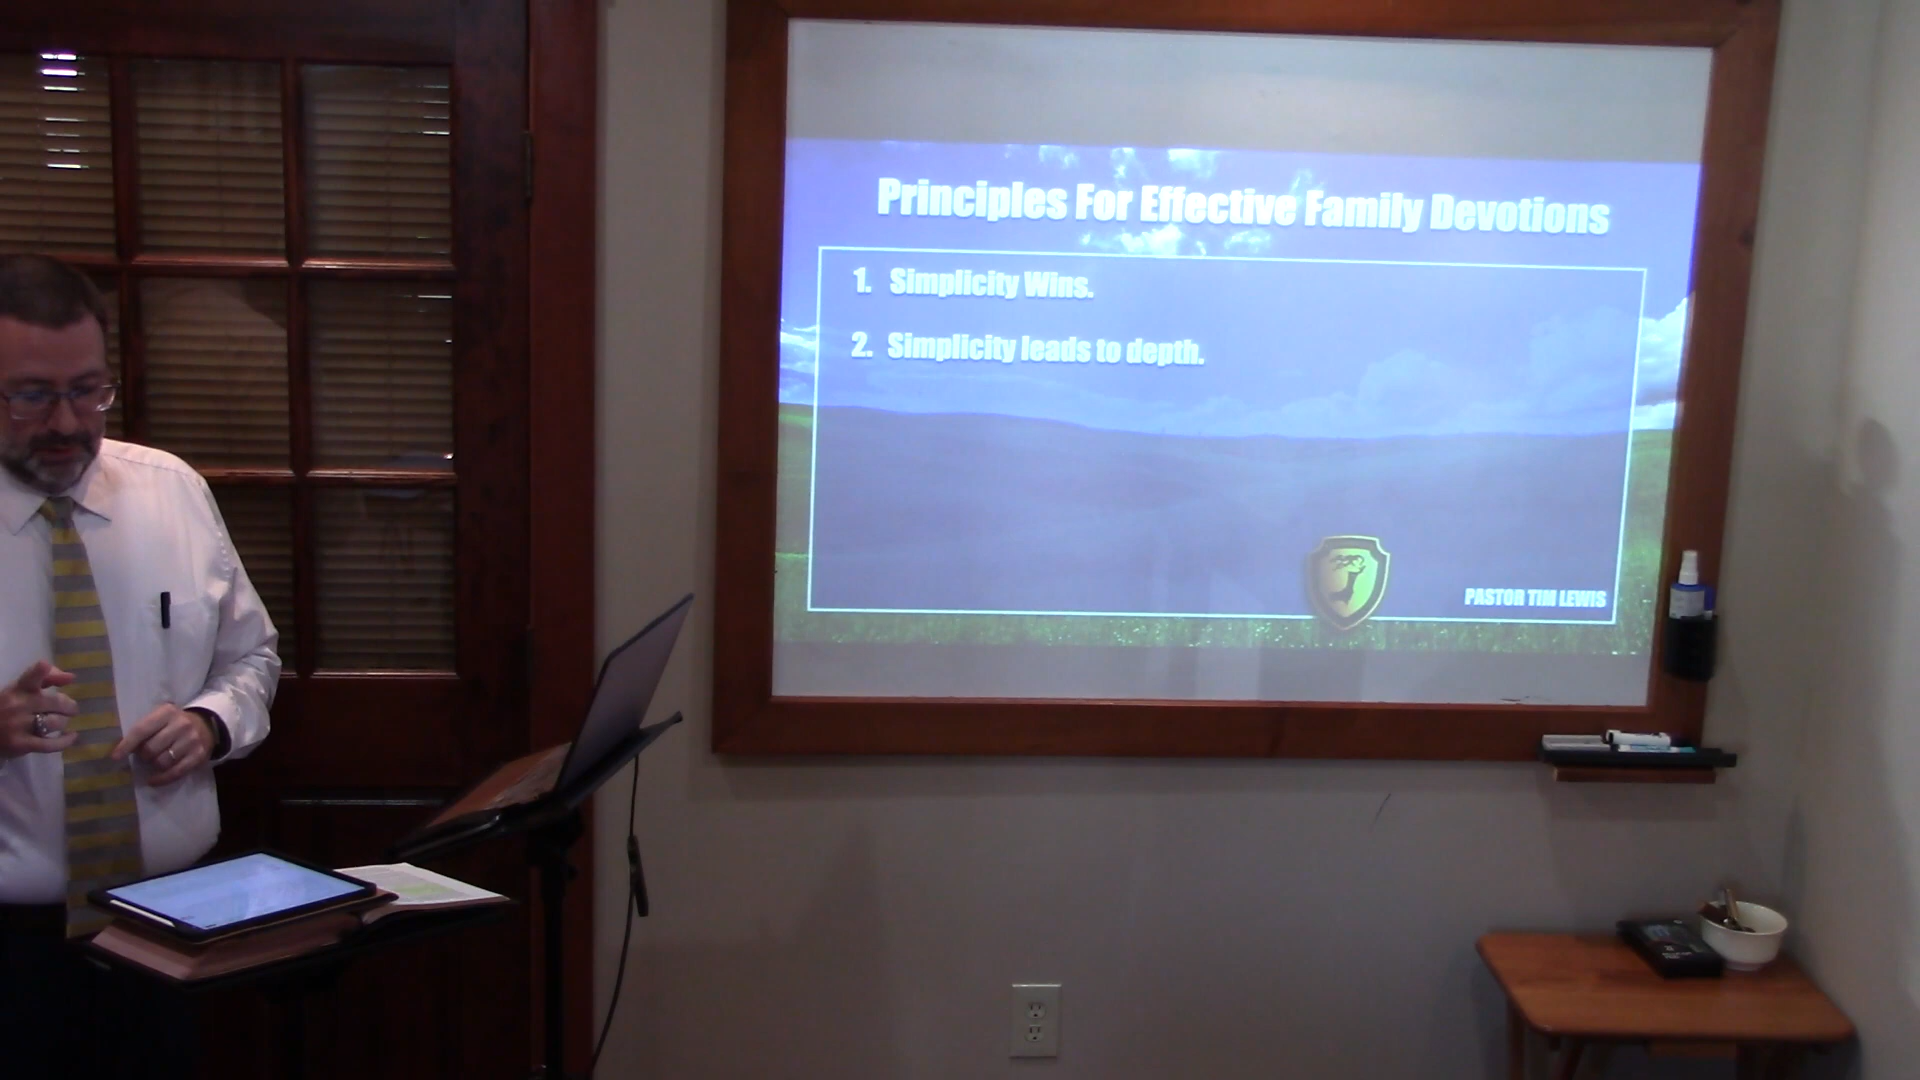 Principles For Effective Family Devotions
1. Simplicity Wins.
2. Simplicity leads to depth.
PASTOR TIM LEWIS